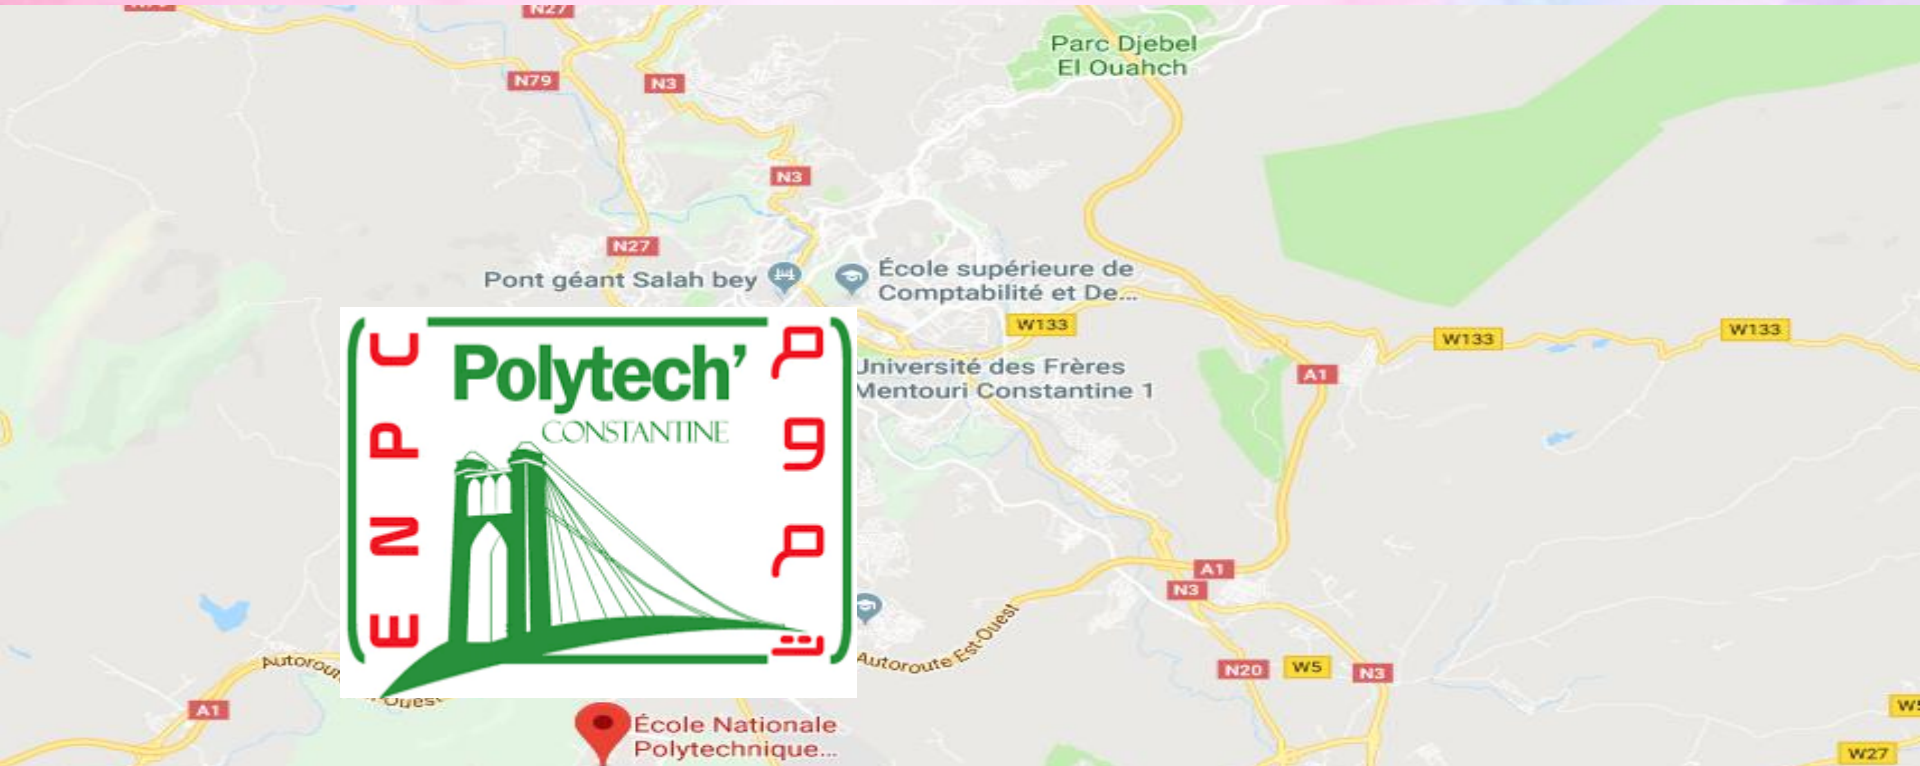 N27
Parc Djebel
El Ouahch
N79
N3
N3
N27
Pont géant Salah bey
École supérieure de
Comptabilité et De...
W133
W133
W133
Université des Frères
Mentouri Constantine 1
A1
Polytech'
CONSTANTINE
ENPC
م و م ق
A1
N3
Autoroute Est-Ouest
N20
W5
N3
A1
École Nationale
Polytechnique...
W27